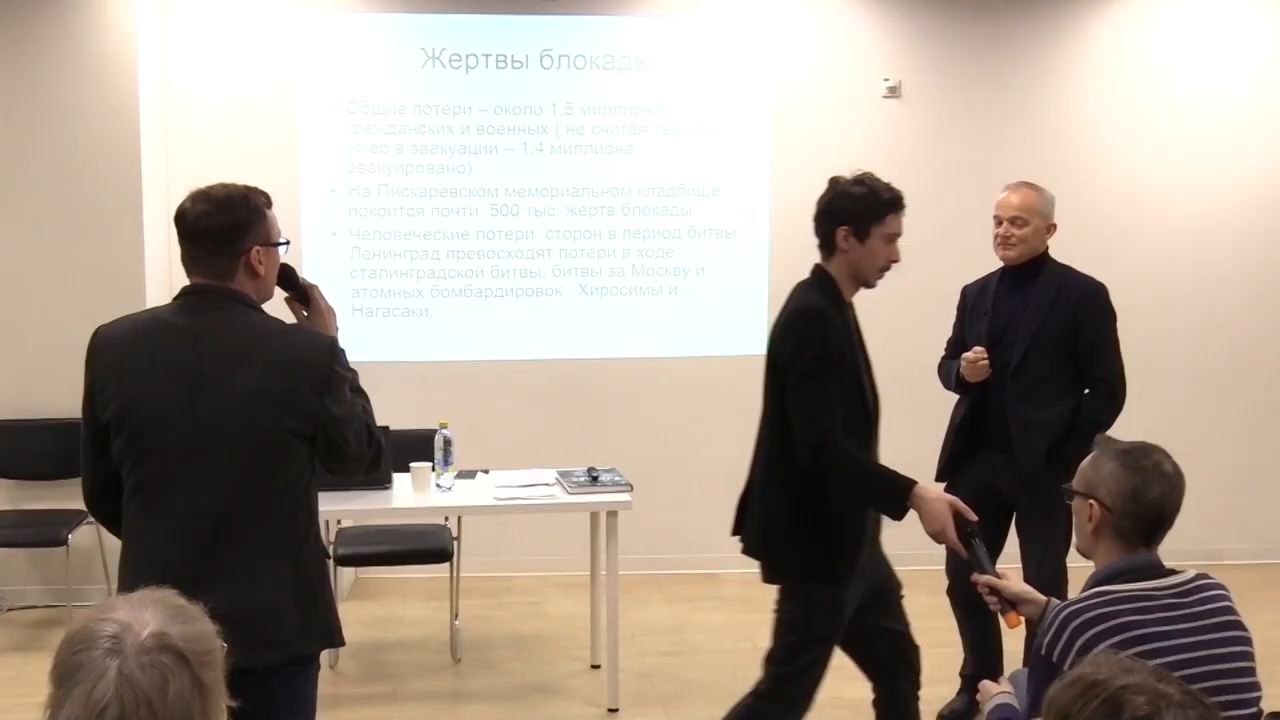 Жертвы блокады
• Общие потери – около 1,5 миллиона
гражданских и военных ( не считая тех, кто
умер в эвакуации – 1,4 миллиона
эвакуировано)
• На Пискаревском мемориальном кладбище
покоится почти 500 тыс. жертв блокады
• Человеческие потери сторон в период битвы
Ленинград превосходят потери в ходе
сталинградской битвы, битвы за Москву и
атомных бомбардировок Хиросимы и
Нагасаки.